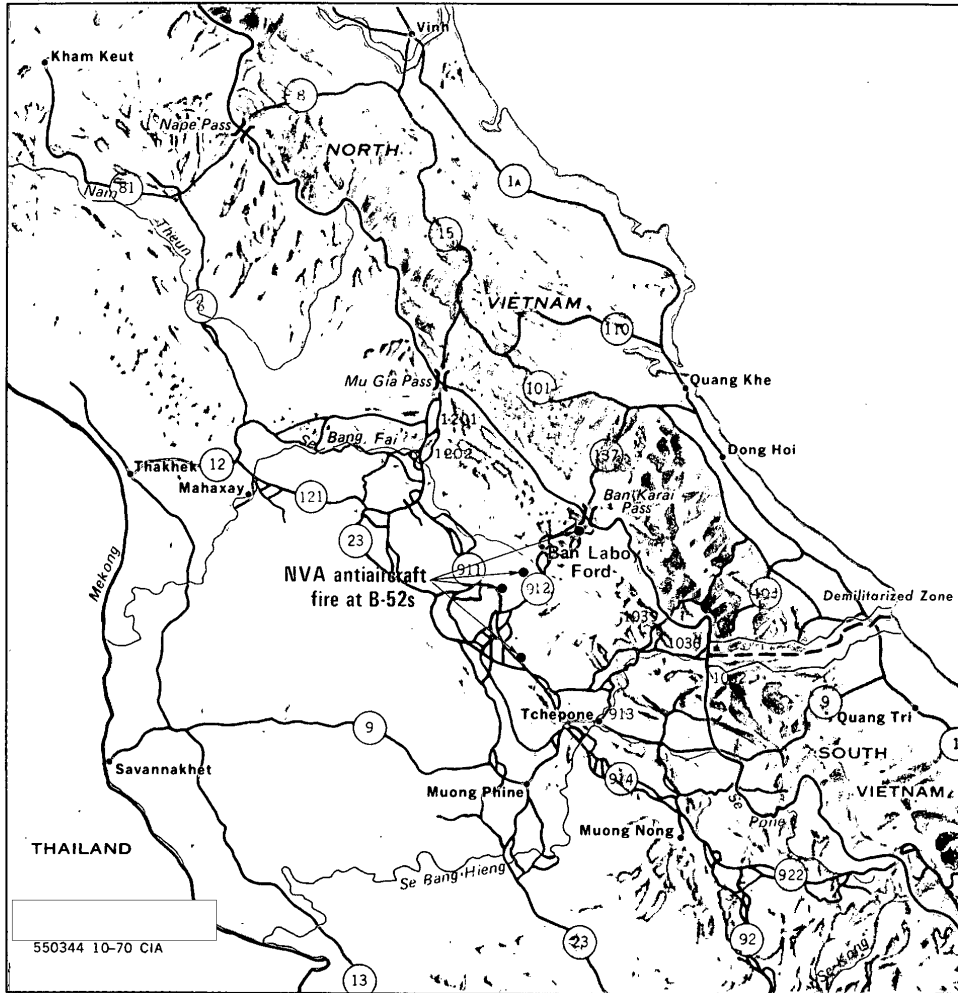 Vinh
Kham Keut
8
Nape Pass
NORTH
81
1A
Nam
Theun
15
VIETNAM
110
Mu Gia Pass
101
Quang Khe
1201
Se Bang Fai
1202
137
Dong Hoi
12
Thakhek
Mahaxay
121
Ban Karai
Pass
23
Ban Laboy
Ford
911
NVA antiaircraft
fire at B-52s
912
Mekong
103
Demilitarized Zone
1039
1038
Tchepone
913
9
Quang Tri
9
SOUTH
Savannakhet
914
VIETNAM
Muong Phine
Se
Pone
Muong Nong
THAILAND
Se Bang Hieng
922
550344 10-70 CIA
23
92
Se Kong
13